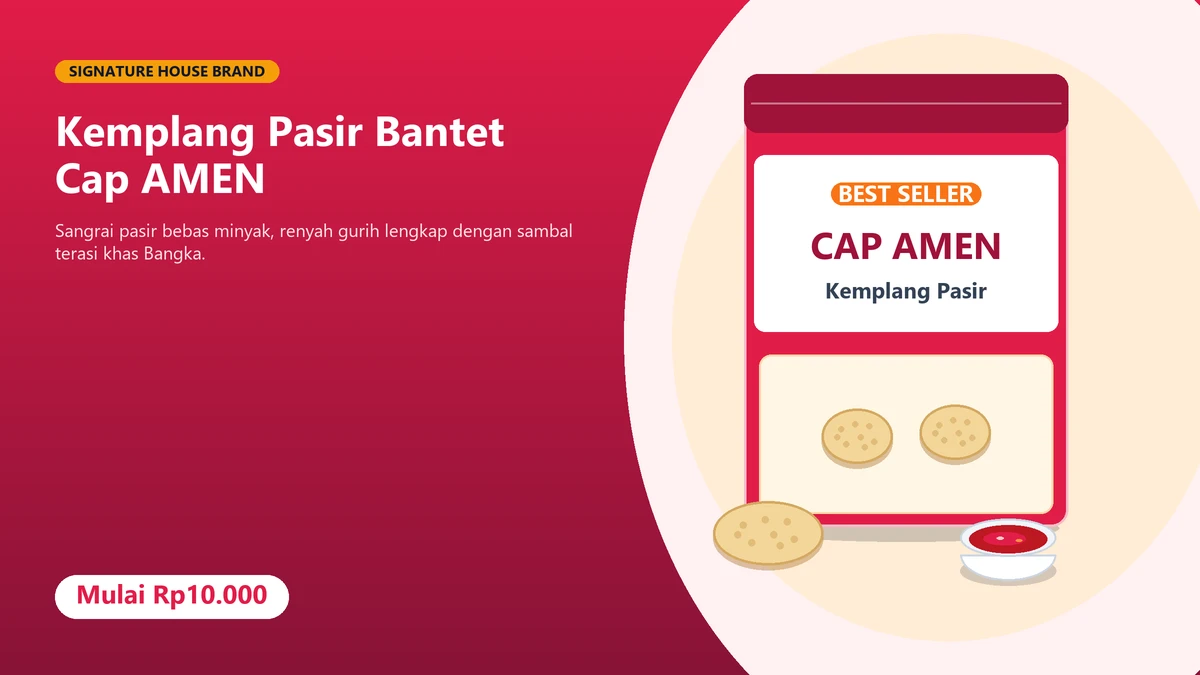 SIGNATURE HOUSE BRAND
Kemplang Pasir Bantet
Cap AMEN
Sangrai pasir bebas minyak, renyah gurih lengkap dengan sambal
terasi khas Bangka.
Mulai Rp10.000
BEST SELLER
CAP AMEN
Kemplang Pasir